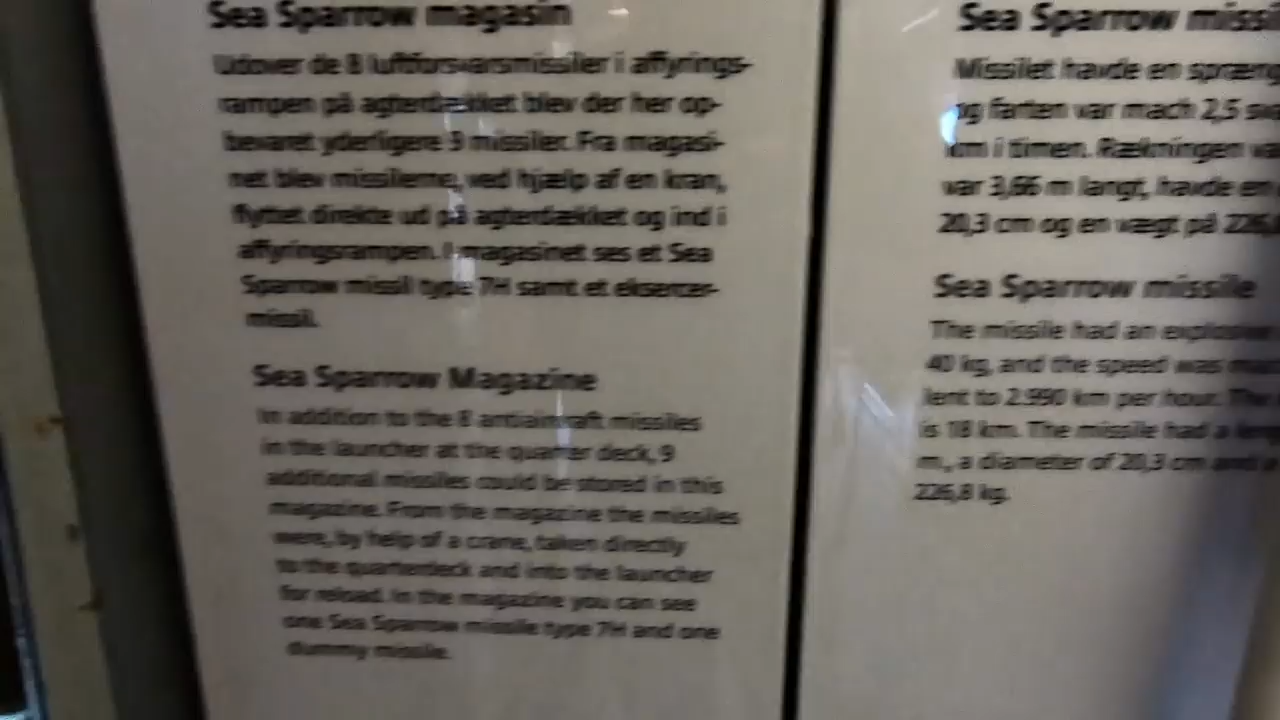 Sea Sparrow magasin
Udover de 8 luftforsvarsmissiler i affyrings-
rampen på agterdækket blev der her op-
bevaret yderligere 9 missiler. Fra magasi-
net blev missilerne, ved hjælp af en kran,
flyttet direkte ud på agterdækket og ind i
affyringsrampen. I magasinet ses et Sea
Sparrow missil type 7H samt et eksercer-
missil.
Sea Sparrow Magazine
In addition to the 8 antiaircraft missiles
in the launcher at the quarter deck, 9
additional missiles could be stored in this
magazine. From the magazine the missiles
were, by help of a crane, taken directly
to the quarterdeck and into the launcher
for reload. In the magazine you can see
one Sea Sparrow missile type 7H and one
dummy missile.
Sea Sparrow missi
Missilet havde en spræng
og farten var mach 2,5 sva
km i timen. Rækningen va
var 3,66 m langt, havde en
20,3 cm og en vægt på 226,8
Sea Sparrow missile
The missile had an explosive
40 kg, and the speed was
lent to 2.990 km per hour. The
is 18 km. The missile had a leng
m, a diameter of 20,3 cm and a
226,8 kg.